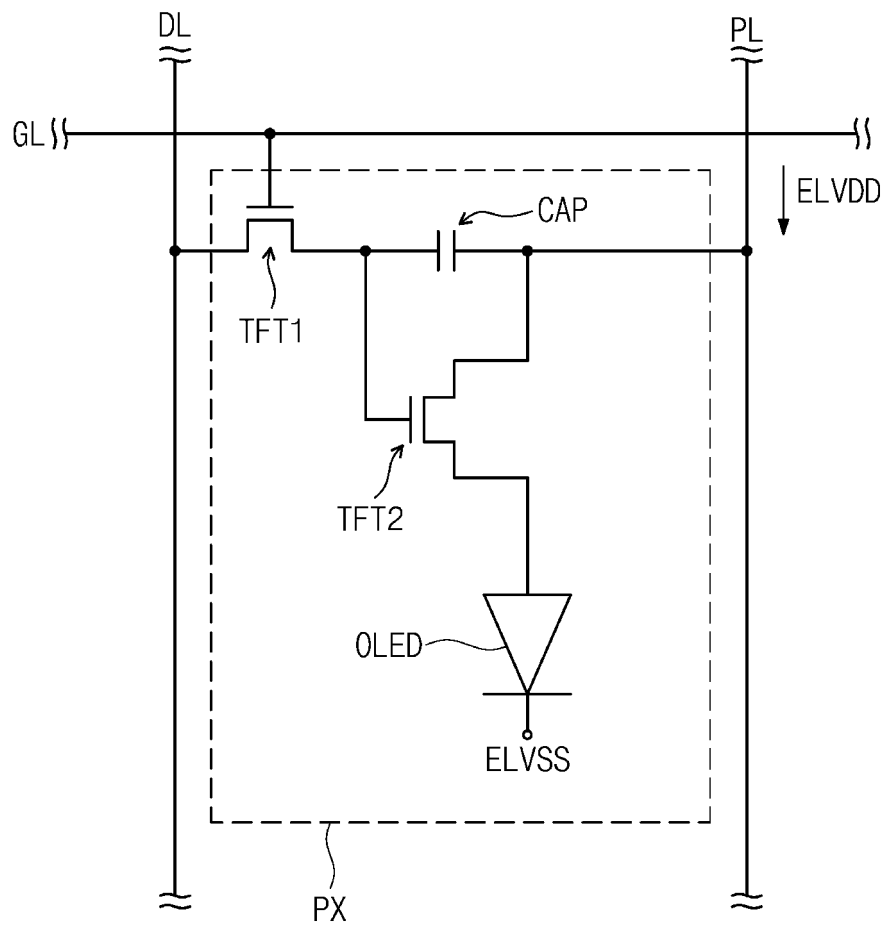 DL
PL
GL
ELVDD
CAP
TFT1
TFT2
OLED
ELVSS
PX